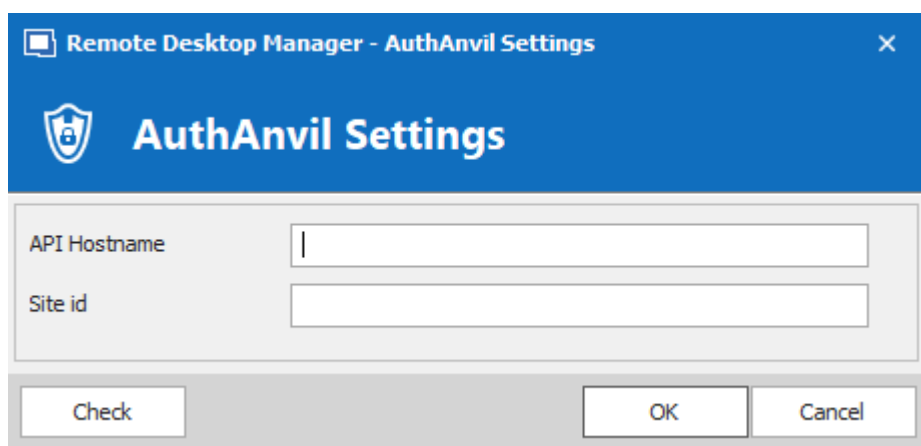 Remote Desktop Manager - AuthAnvil Settings
AuthAnvil Settings
API Hostname
Site id
Check OK Cancel